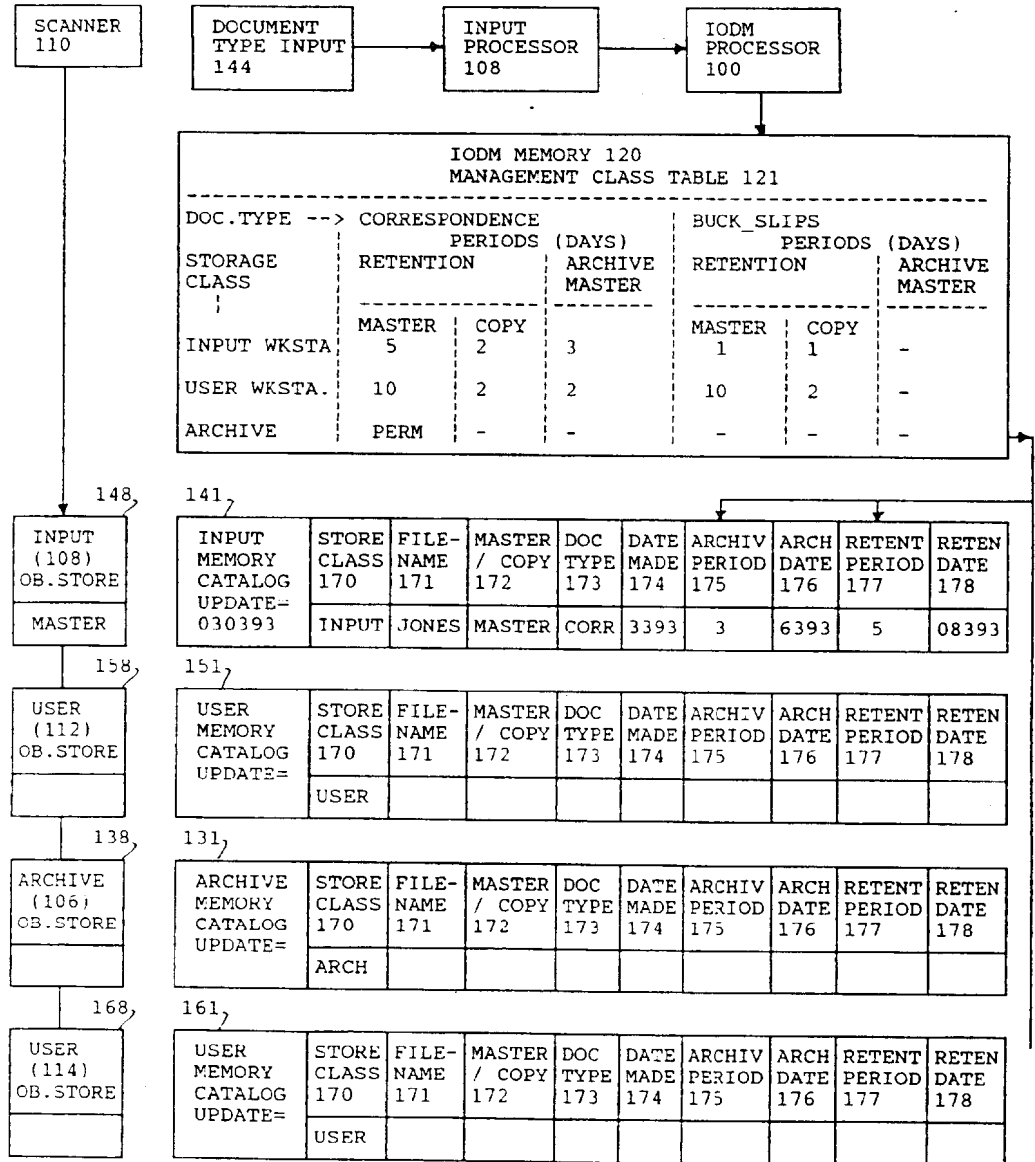 SCANNER
110
DOCUMENT
TYPE INPUT
144
INPUT
PROCESSOR
108
IODM
PROCESSOR
100
IODM MEMORY 120
MANAGEMENT CLASS TABLE 121
DOC.TYPE --> CORRESPONDENCE BUCK_SLIPS
PERIODS (DAYS) PERIODS (DAYS)
STORAGE RETENTION ARCHIVE RETENTION ARCHIVE
CLASS MASTER MASTER
MASTER COPY MASTER COPY
INPUT WKSTA 5 2 3 1 1 -
USER WKSTA. 10 2 2 10 2 -
ARCHIVE PERM - - - - -
148 141
INPUT
(108)
OB.STORE
MASTER
INPUT
MEMORY
CATALOG
UPDATE=
030393
STORE FILE- MASTER DOC DATE ARCHIV ARCH RETENT RETEN
CLASS NAME / COPY TYPE MADE PERIOD DATE PERIOD DATE
170 171 172 173 174 175 176 177 178
INPUT JONES MASTER CORR 3393 3 6393 5 08393
158 151
USER
(112)
OB.STORE
USER
MEMORY
CATALOG
UPDATE=
STORE FILE- MASTER DOC DATE ARCHIV ARCH RETENT RETEN
CLASS NAME / COPY TYPE MADE PERIOD DATE PERIOD DATE
170 171 172 173 174 175 176 177 178
USER
138 131
ARCHIVE
(106)
OB.STORE
ARCHIVE
MEMORY
CATALOG
UPDATE=
STORE FILE- MASTER DOC DATE ARCHIV ARCH RETENT RETEN
CLASS NAME / COPY TYPE MADE PERIOD DATE PERIOD DATE
170 171 172 173 174 175 176 177 178
ARCH
168 161
USER
(114)
OB.STORE
USER
MEMORY
CATALOG
UPDATE=
STORE FILE- MASTER DOC DATE ARCHIV ARCH RETENT RETEN
CLASS NAME / COPY TYPE MADE PERIOD DATE PERIOD DATE
170 171 172 173 174 175 176 177 178
USER